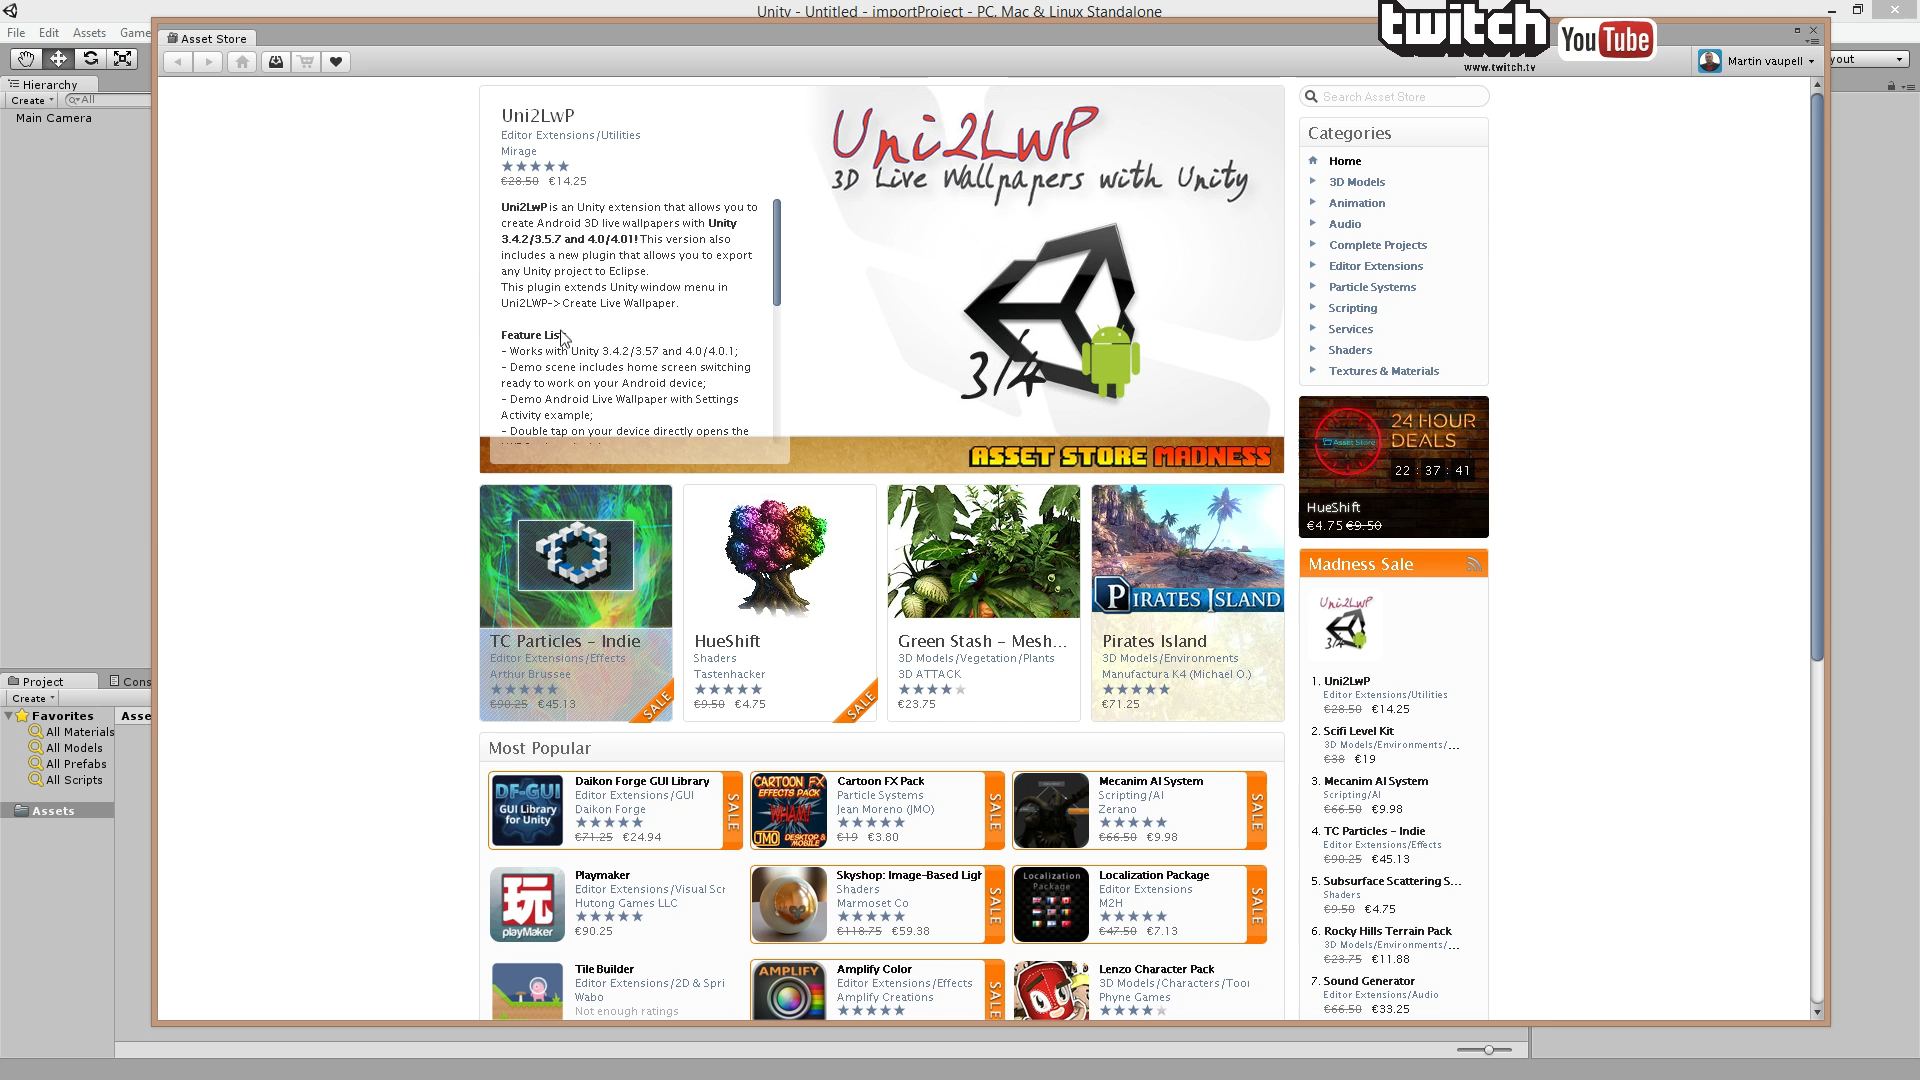 Unity - Untitled - importProject - PC, Mac & Linux Standalone
File Edit Assets Game
twitch
www.twitch.tv
You Tube
Asset Store
Martin vaupell
yout
Hierarchy
Create
All
Main Camera
Project
Cons
Create
Favorites
Asse
All Materials
All Models
All Prefabs
All Scripts
Assets
Uni2LwP
Editor Extensions/Utilities
Mirage
€28.50 €14.25
Uni2LwP is an Unity extension that allows you to
create Android 3D live wallpapers with Unity
3.4.2/3.5.7 and 4.0/4.01! This version also
includes a new plugin that allows you to export
any Unity project to Eclipse.
This plugin extends Unity window menu in
Uni2LWP->Create Live Wallpaper.
Feature List
- Works with Unity 3.4.2/3.57 and 4.0/4.0.1;
- Demo scene includes home screen switching
ready to work on your Android device;
- Demo Android Live Wallpaper with Settings
Activity example;
- Double tap on your device directly opens the
Uni2LwP
3D Live Wallpapers with Unity
3/4
ASSET STORE MADNESS
TC Particles - Indie
Editor Extensions/Effects
Arthur Brussee
€90.25 €45.13
SALE
HueShift
Shaders
Tastenhacker
€9.50 €4.75
SALE
Green Stash - Mesh...
3D Models/Vegetation/Plants
3D ATTACK
€23.75
PIRATES ISLAND
Pirates Island
3D Models/Environments
Manufactura K4 (Michael O.)
€71.25
Most Popular
DF-GUI
GUI Library
for Unity
Daikon Forge GUI Library
Editor Extensions/GUI
Daikon Forge
€71.25 €24.94
SALE
CARTOON FX
EFFECTS PACK
WHAM!
JMO
DESKTOP &
MOBILE
Cartoon FX Pack
Particle Systems
Jean Moreno (JMO)
€19 €3.80
SALE
Mecanim AI System
Scripting/AI
Zerano
€66.50 €9.98
SALE
玩
playMaker
Playmaker
Editor Extensions/Visual Scr
Hutong Games LLC
€90.25
Skyshop: Image-Based Ligh
Shaders
Marmoset Co
€118.75 €59.38
SALE
Localization
Package
Localization Package
Editor Extensions
M2H
€47.50 €7.13
SALE
Tile Builder
Editor Extensions/2D & Spri
Wabo
Not enough ratings
AMPLIFY
Amplify Color
Editor Extensions/Effects
Amplify Creations
SALE
Lenzo Character Pack
3D Models/Characters/Toor
Phyne Games
Search Asset Store
Categories
Home
3D Models
Animation
Audio
Complete Projects
Editor Extensions
Particle Systems
Scripting
Services
Shaders
Textures & Materials
Asset Store
24 HOUR
DEALS
22 : 37 : 41
HueShift
€4.75 €9.50
Madness Sale
Uni2LwP
3/4
1. Uni2LwP
Editor Extensions/Utilities
€28.50 €14.25
2. Scifi Level Kit
3D Models/Environments/...
€38 €19
3. Mecanim AI System
Scripting/AI
€66.50 €9.98
4. TC Particles - Indie
Editor Extensions/Effects
€90.25 €45.13
5. Subsurface Scattering S...
Shaders
€9.50 €4.75
6. Rocky Hills Terrain Pack
3D Models/Environments/...
€23.75 €11.88
7. Sound Generator
Editor Extensions/Audio
€66.50 €33.25